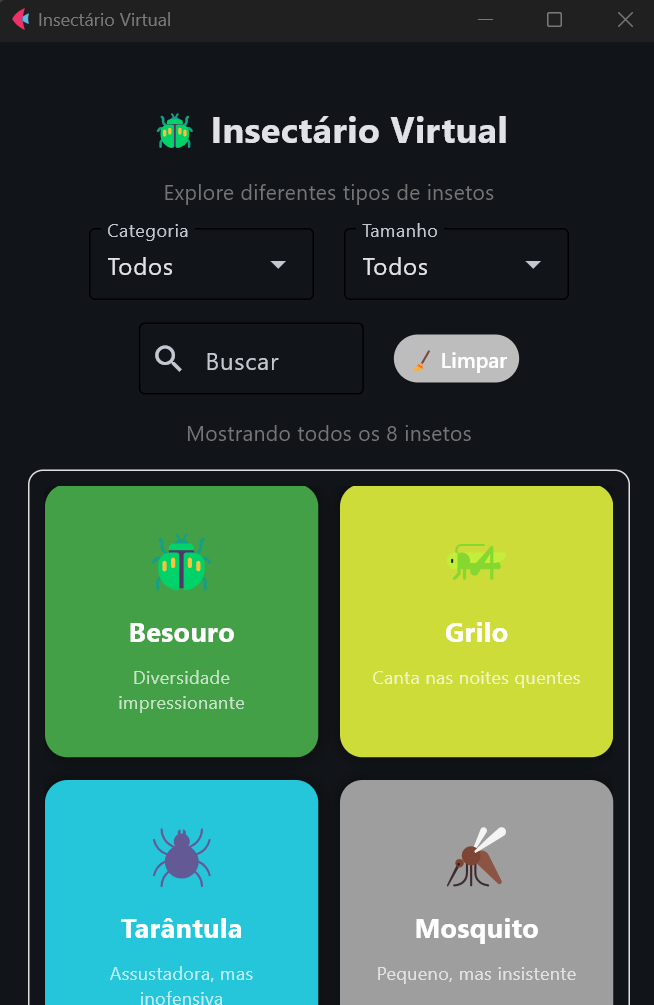 Insectário Virtual
Insectário Virtual
Explore diferentes tipos de insetos
Categoria
Todos
Tamanho
Todos
Buscar
Limpar
Mostrando todos os 8 insetos
Besouro
Diversidade
impressionante
Grilo
Canta nas noites quentes
Tarântula
Assustadora, mas
inofensiva
Mosquito
Pequeno, mas insistente